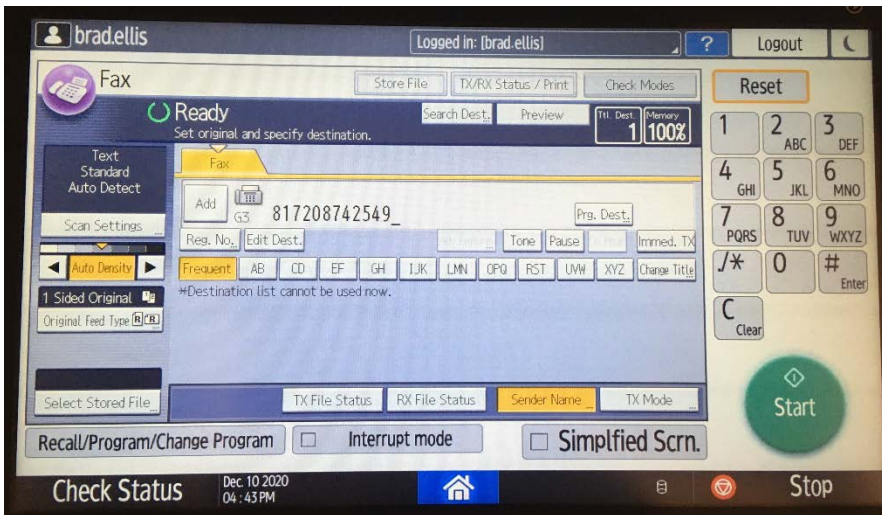 brad.ellis
Logged in: [brad.ellis]
?
Logout
Fax
Store File
TX/RX Status / Print
Check Modes
Reset
Ready
Set original and specify destination.
Search Dest.
Preview
Ttl. Dest.
1
Memory
100%
Text
Standard
Auto Detect
Scan Settings
Auto Density
1 Sided Original
Original Feed Type
Select Stored File
Fax
Add
G3
817208742549_
Prg. Dest.
Reg. No.
Edit Dest.
Tone
Pause
Immed. TX
Frequent
AB
CD
EF
GH
IJK
LMN
OPQ
RST
UVW
XYZ
Change Title
*Destination list cannot be used now.
TX File Status
RX File Status
Sender Name
TX Mode
1
2 ABC
3 DEF
4 GHI
5 JKL
6 MNO
7 PQRS
8 TUV
9 WXYZ
./*
0
# Enter
C Clear
Start
Recall/Program/Change Program
Interrupt mode
Simplfied Scrn.
Check Status
Dec. 10 2020
04 : 43 PM
Stop